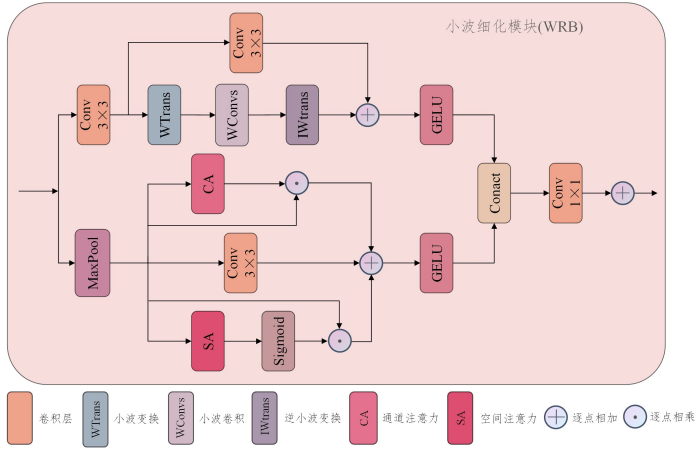 小波细化模块(WRB)
Conv
3×3
Conv
3×3
WTrans
WConvs
IWtrans
GELU
CA
Conact
Conv
1×1
MaxPool
Conv
3×3
GELU
SA
Sigmoid
卷积层
WTrans
小波变换
WConvs
小波卷积
IWtrans
逆小波变换
CA
通道注意力
SA
空间注意力
逐点相加
逐点相乘